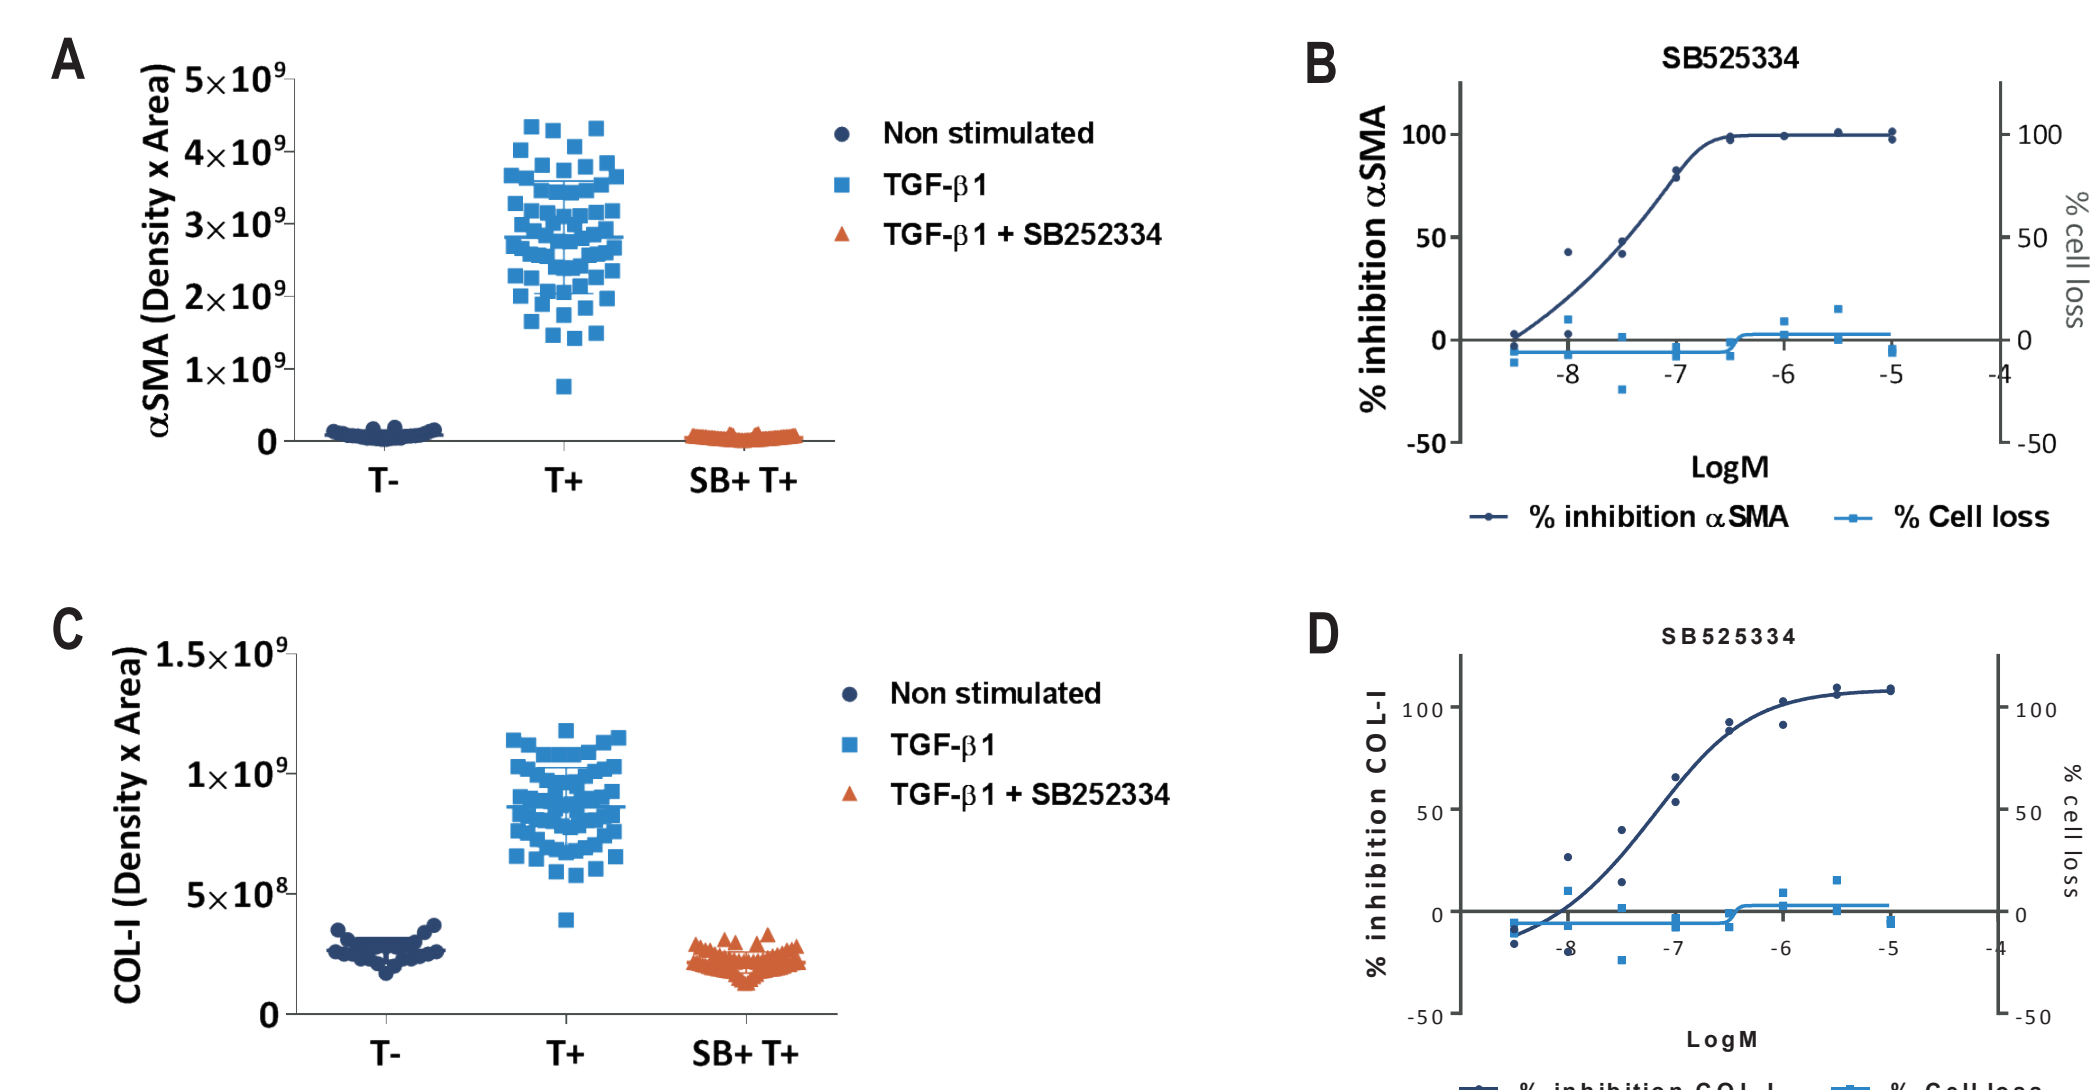 A
αSMA (Density x Area)
5×10⁹
4×10⁹
3×10⁹
2×10⁹
1×10⁹
0
T-
T+
SB+ T+
Non stimulated
TGF-β1
TGF-β1 + SB252334
B
SB525334
% inhibition αSMA
100
50
0
-50
-8
-7
-6
-5
-4
100
50
0
-50
% cell loss
LogM
% inhibition αSMA
% Cell loss
C
COL-I (Density x Area)
1.5×10⁹
1×10⁹
5×10⁸
0
T-
T+
SB+ T+
Non stimulated
TGF-β1
TGF-β1 + SB252334
D
SB525334
% inhibition COL-I
100
50
0
-50
-8
-7
-6
-5
-4
100
50
0
-50
% cell loss
LogM
% inhibition COL-I
% Cell loss